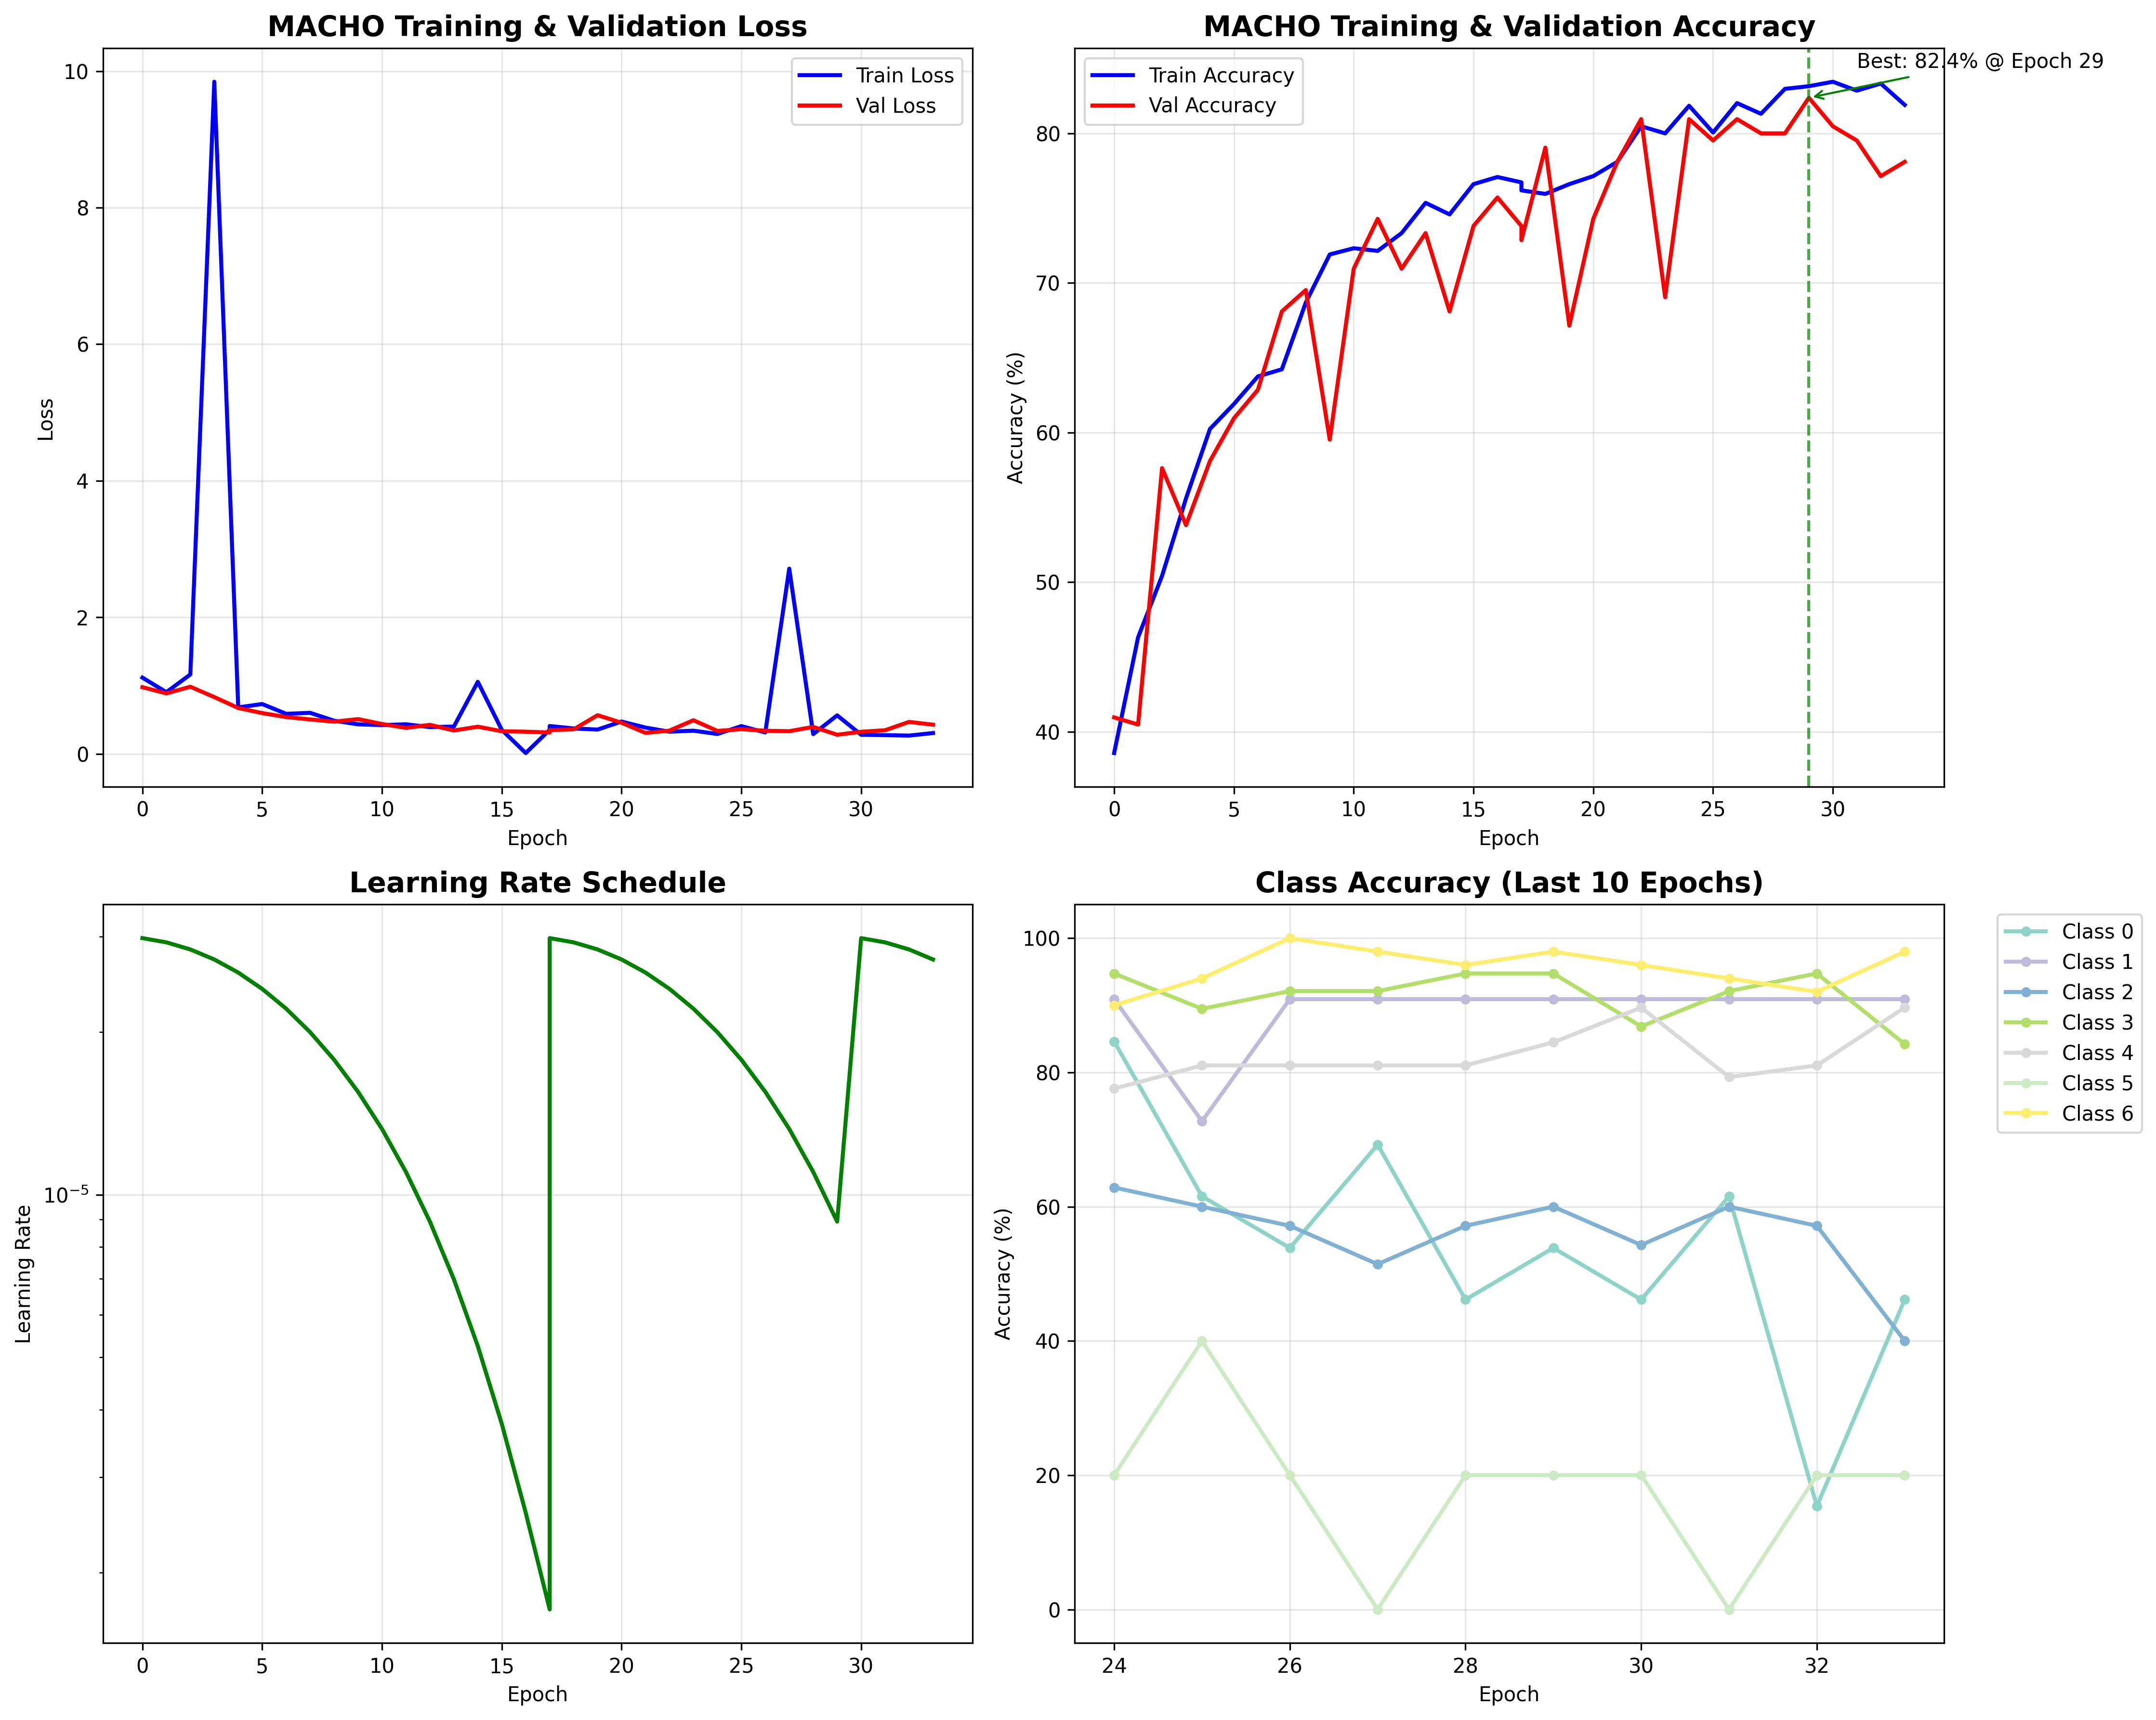 MACHO Training & Validation Loss
10
8
6
4
2
0
Loss
Train Loss
Val Loss
0 5 10 15 20 25 30
Epoch
MACHO Training & Validation Accuracy
Best: 82.4% @ Epoch 29
Train Accuracy
Val Accuracy
80
70
60
50
40
Accuracy (%)
0 5 10 15 20 25 30
Epoch
Learning Rate Schedule
10⁻⁵
Learning Rate
0 5 10 15 20 25 30
Epoch
Class Accuracy (Last 10 Epochs)
100
80
60
40
20
0
Accuracy (%)
24 26 28 30 32
Epoch
Class 0
Class 1
Class 2
Class 3
Class 4
Class 5
Class 6